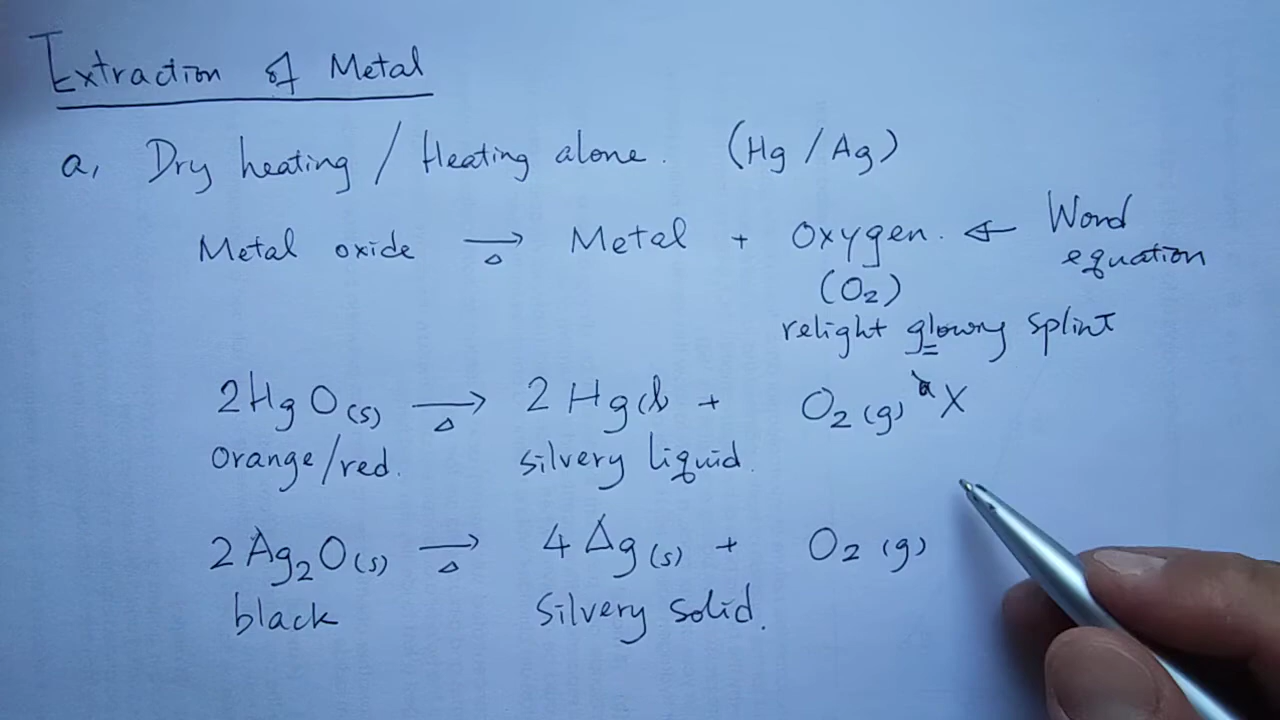 Extraction of Metal
a, Dry heating / Heating alone. (Hg / Ag)
Metal oxide →Δ Metal + Oxygen. ← Word equation
(O₂)
relight glowing splint
2HgO(s) →Δ 2Hg(l) + O₂(g) X
orange/red. silvery liquid.
2Ag₂O(s) →Δ 4Ag(s) + O₂(g)
black silvery solid.